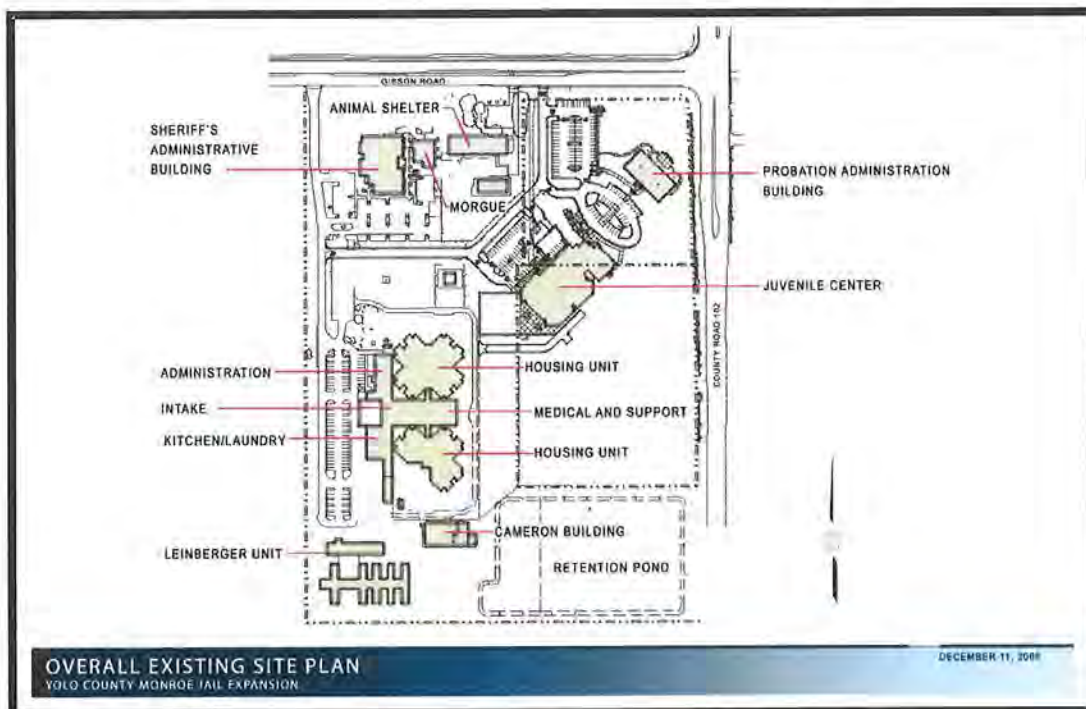 GIBSON ROAD
ANIMAL SHELTER
SHERIFF'S
ADMINISTRATIVE
BUILDING
MORGUE
PROBATION ADMINISTRATION
BUILDING
JUVENILE CENTER
COUNTY ROAD 102
ADMINISTRATION
HOUSING UNIT
INTAKE
MEDICAL AND SUPPORT
KITCHEN/LAUNDRY
HOUSING UNIT
CAMERON BUILDING
LEINBERGER UNIT
RETENTION POND
OVERALL EXISTING SITE PLAN
YOLO COUNTY MONROE JAIL EXPANSION
DECEMBER 11,